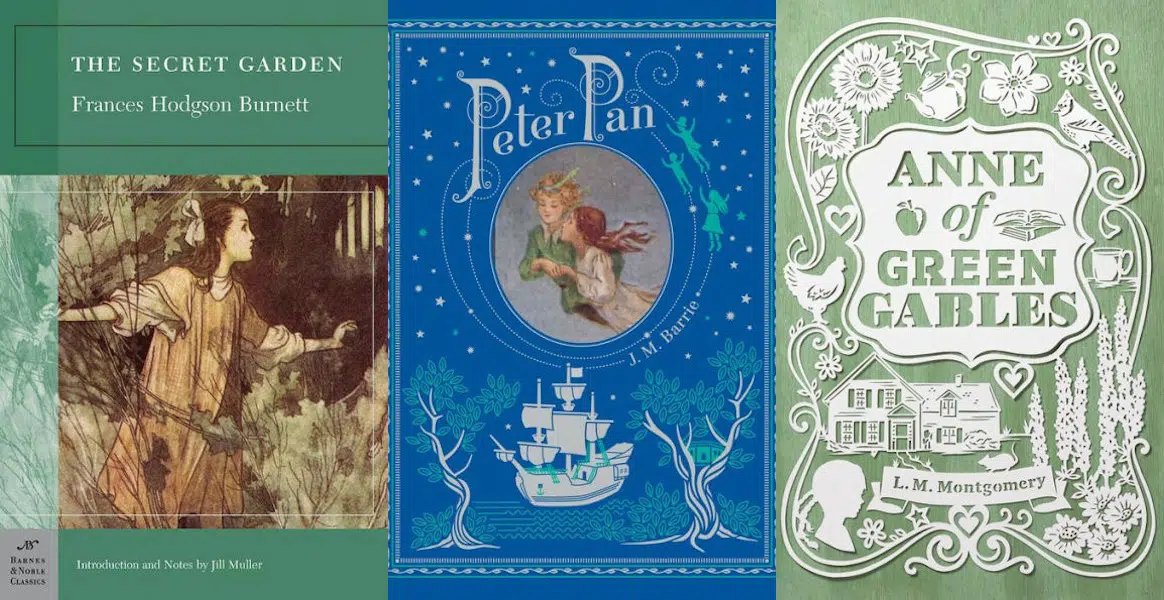 THE SECRET GARDEN
Frances Hodgson Burnett
BARNES
& NOBLE
CLASSICS
Introduction and Notes by Jill Muller
Peter Pan
J. M. Barrie
ANNE
of
GREEN
GABLES
L. M. Montgomery